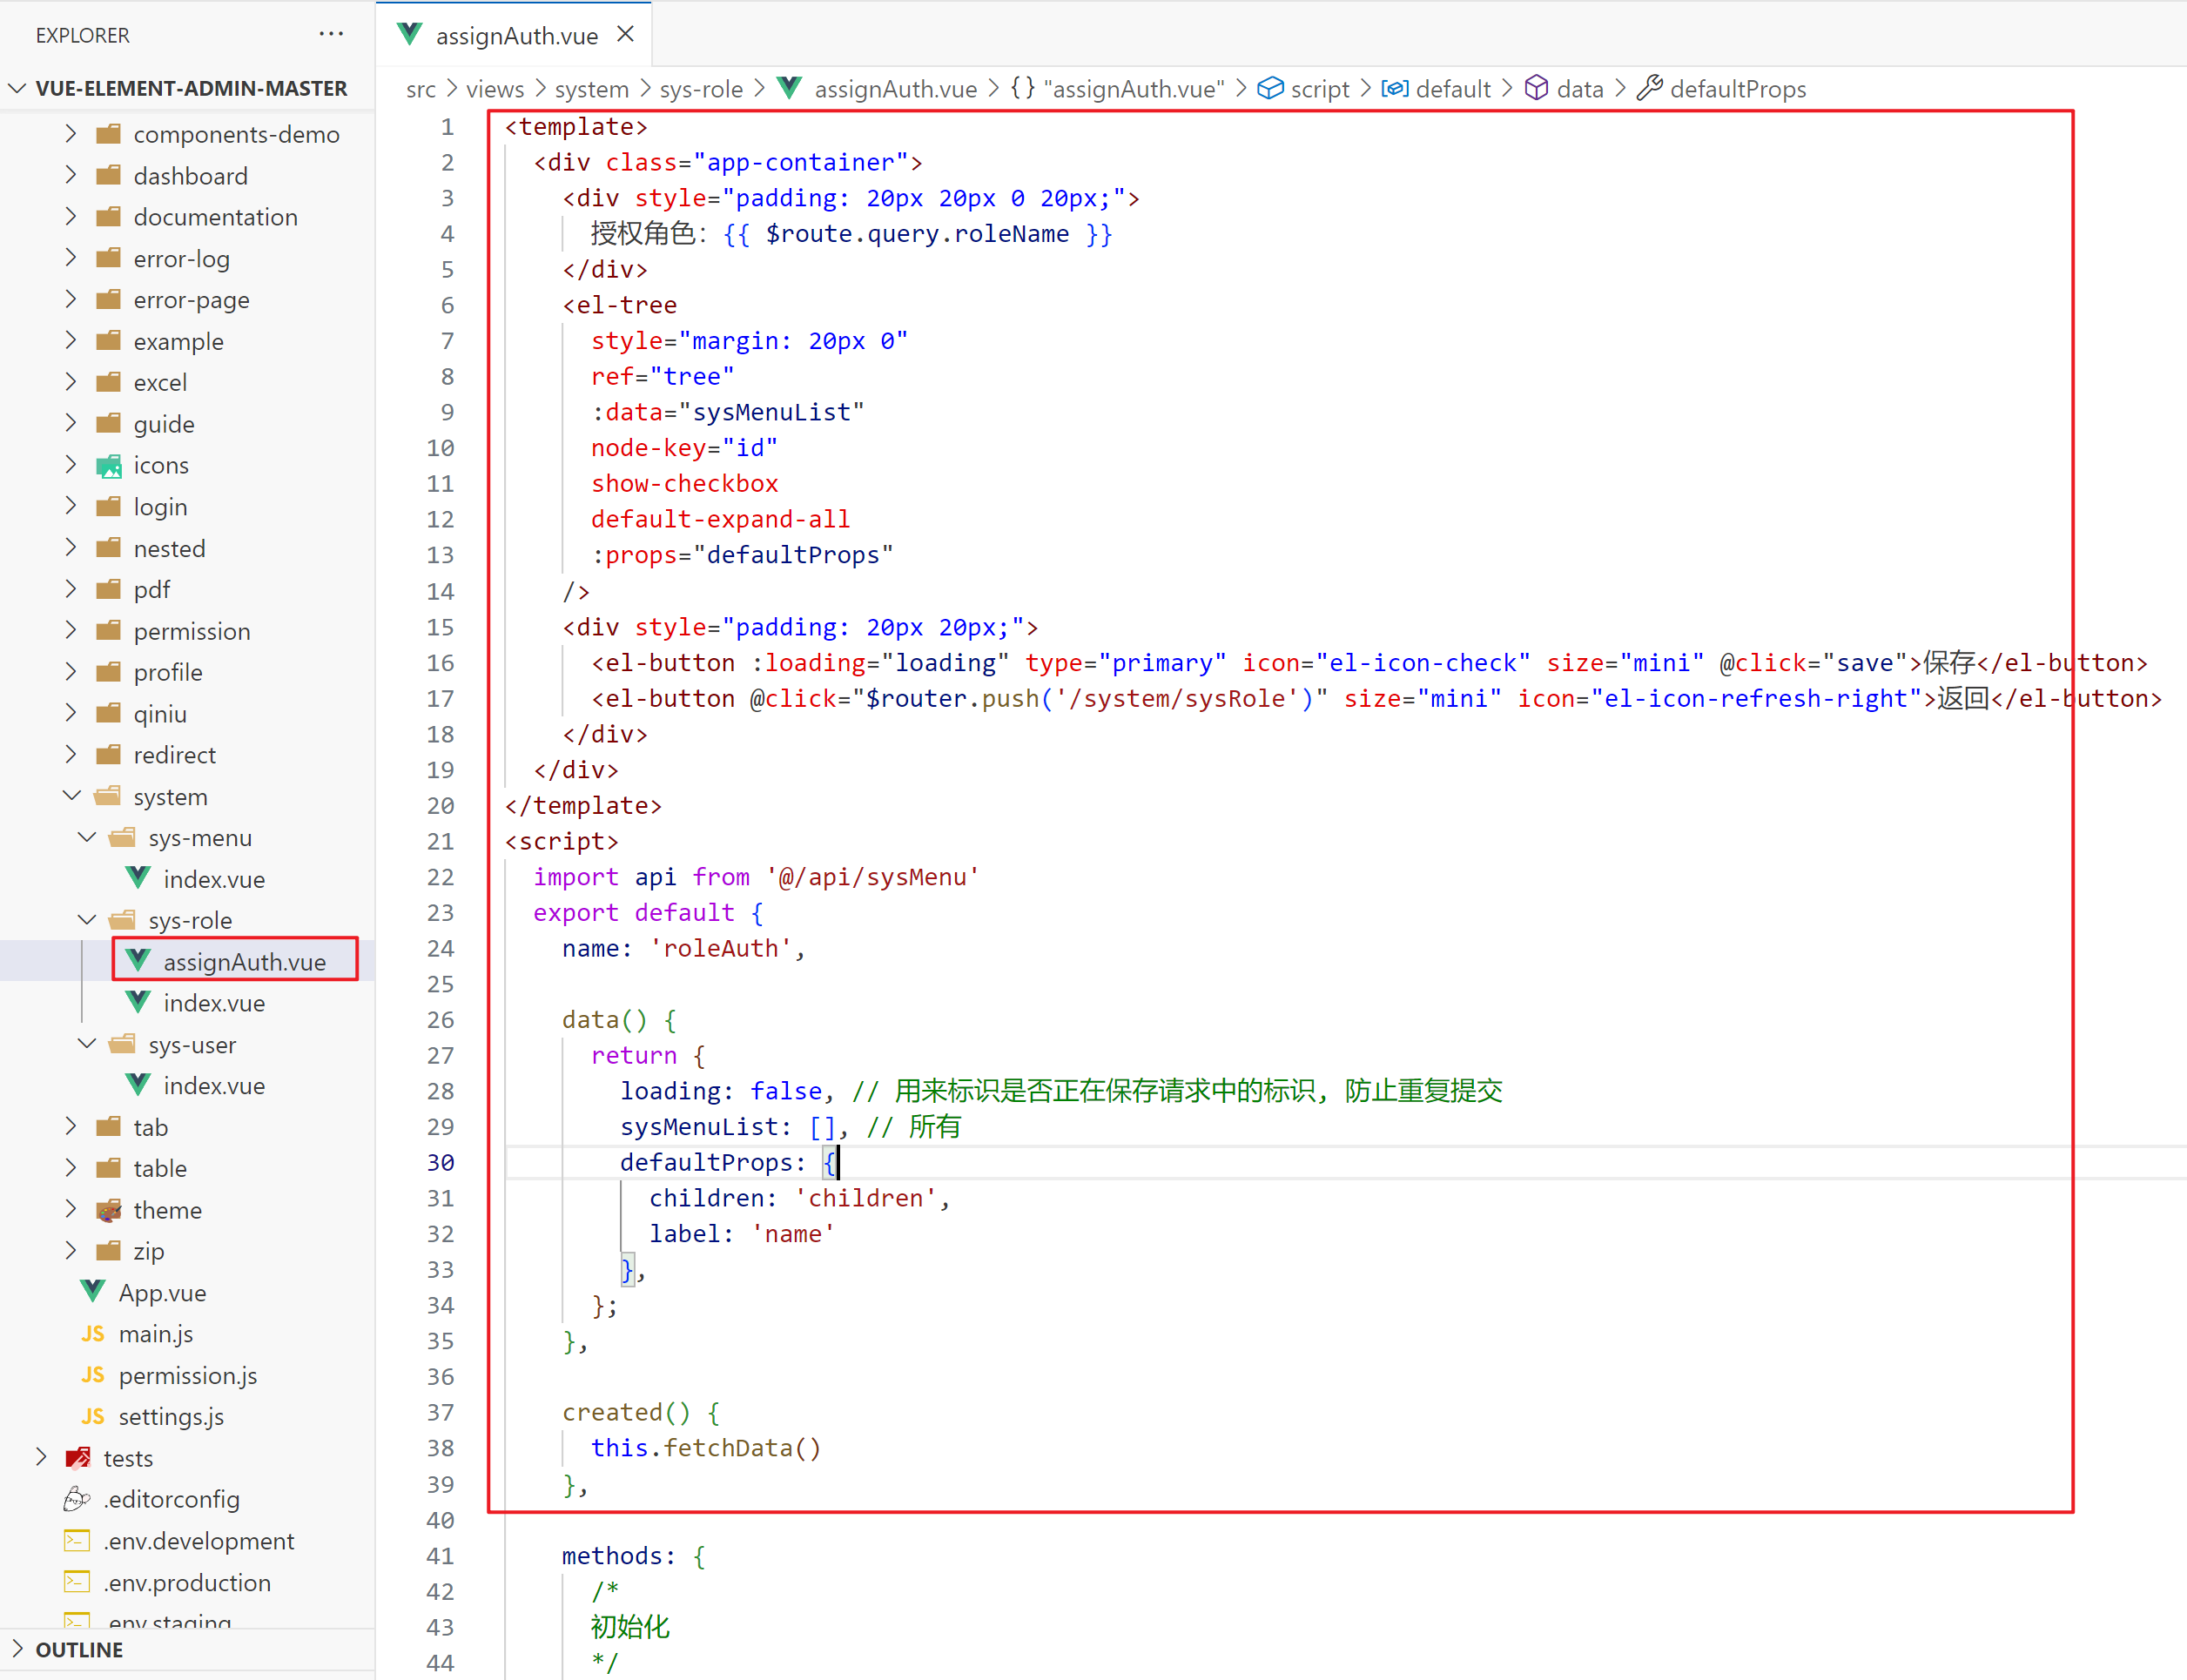 EXPLORER
VUE-ELEMENT-ADMIN-MASTER
components-demo
dashboard
documentation
error-log
error-page
example
excel
guide
icons
login
nested
pdf
permission
profile
qiniu
redirect
system
sys-menu
index.vue
sys-role
assignAuth.vue
index.vue
sys-user
index.vue
tab
table
theme
zip
App.vue
JS main.js
JS permission.js
JS settings.js
tests
.editorconfig
.env.development
.env.production
.env.staging
OUTLINE
assignAuth.vue
src > views > system > sys-role > assignAuth.vue > {} "assignAuth.vue" > script > default > data > defaultProps
1 <template>
2 <div class="app-container">
3 <div style="padding: 20px 20px 0 20px;">
4 授权角色: {{ $route.query.roleName }}
5 </div>
6 <el-tree
7 style="margin: 20px 0"
8 ref="tree"
9 :data="sysMenuList"
10 node-key="id"
11 show-checkbox
12 default-expand-all
13 :props="defaultProps"
14 />
15 <div style="padding: 20px 20px;">
16 <el-button :loading="loading" type="primary" icon="el-icon-check" size="mini" @click="save">保存</el-button>
17 <el-button @click="$router.push('/system/sysRole')" size="mini" icon="el-icon-refresh-right">返回</el-button>
18 </div>
19 </div>
20 </template>
21 <script>
22 import api from '@/api/sysMenu'
23 export default {
24 name: 'roleAuth',
25
26 data() {
27 return {
28 loading: false, // 用来标识是否正在保存请求中的标识, 防止重复提交
29 sysMenuList: [], // 所有
30 defaultProps: {
31 children: 'children',
32 label: 'name'
33 },
34 };
35 },
36
37 created() {
38 this.fetchData()
39 },
40
41 methods: {
42 /*
43 初始化
44 */